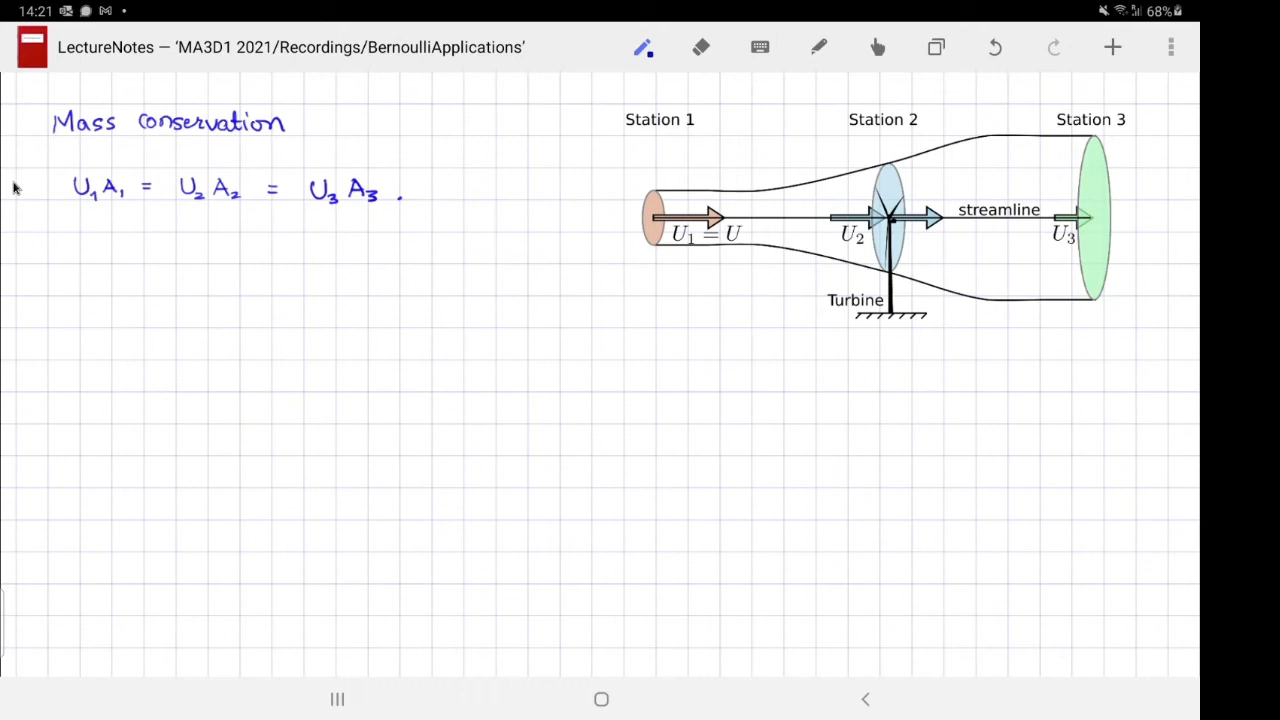 14:21 68%
LectureNotes — ‘MA3D1 2021/Recordings/BernoulliApplications’
Mass conservation
U₁A₁ = U₂A₂ = U₃A₃.
Station 1 Station 2 Station 3
streamline
U₁ = U U₂ U₃
Turbine